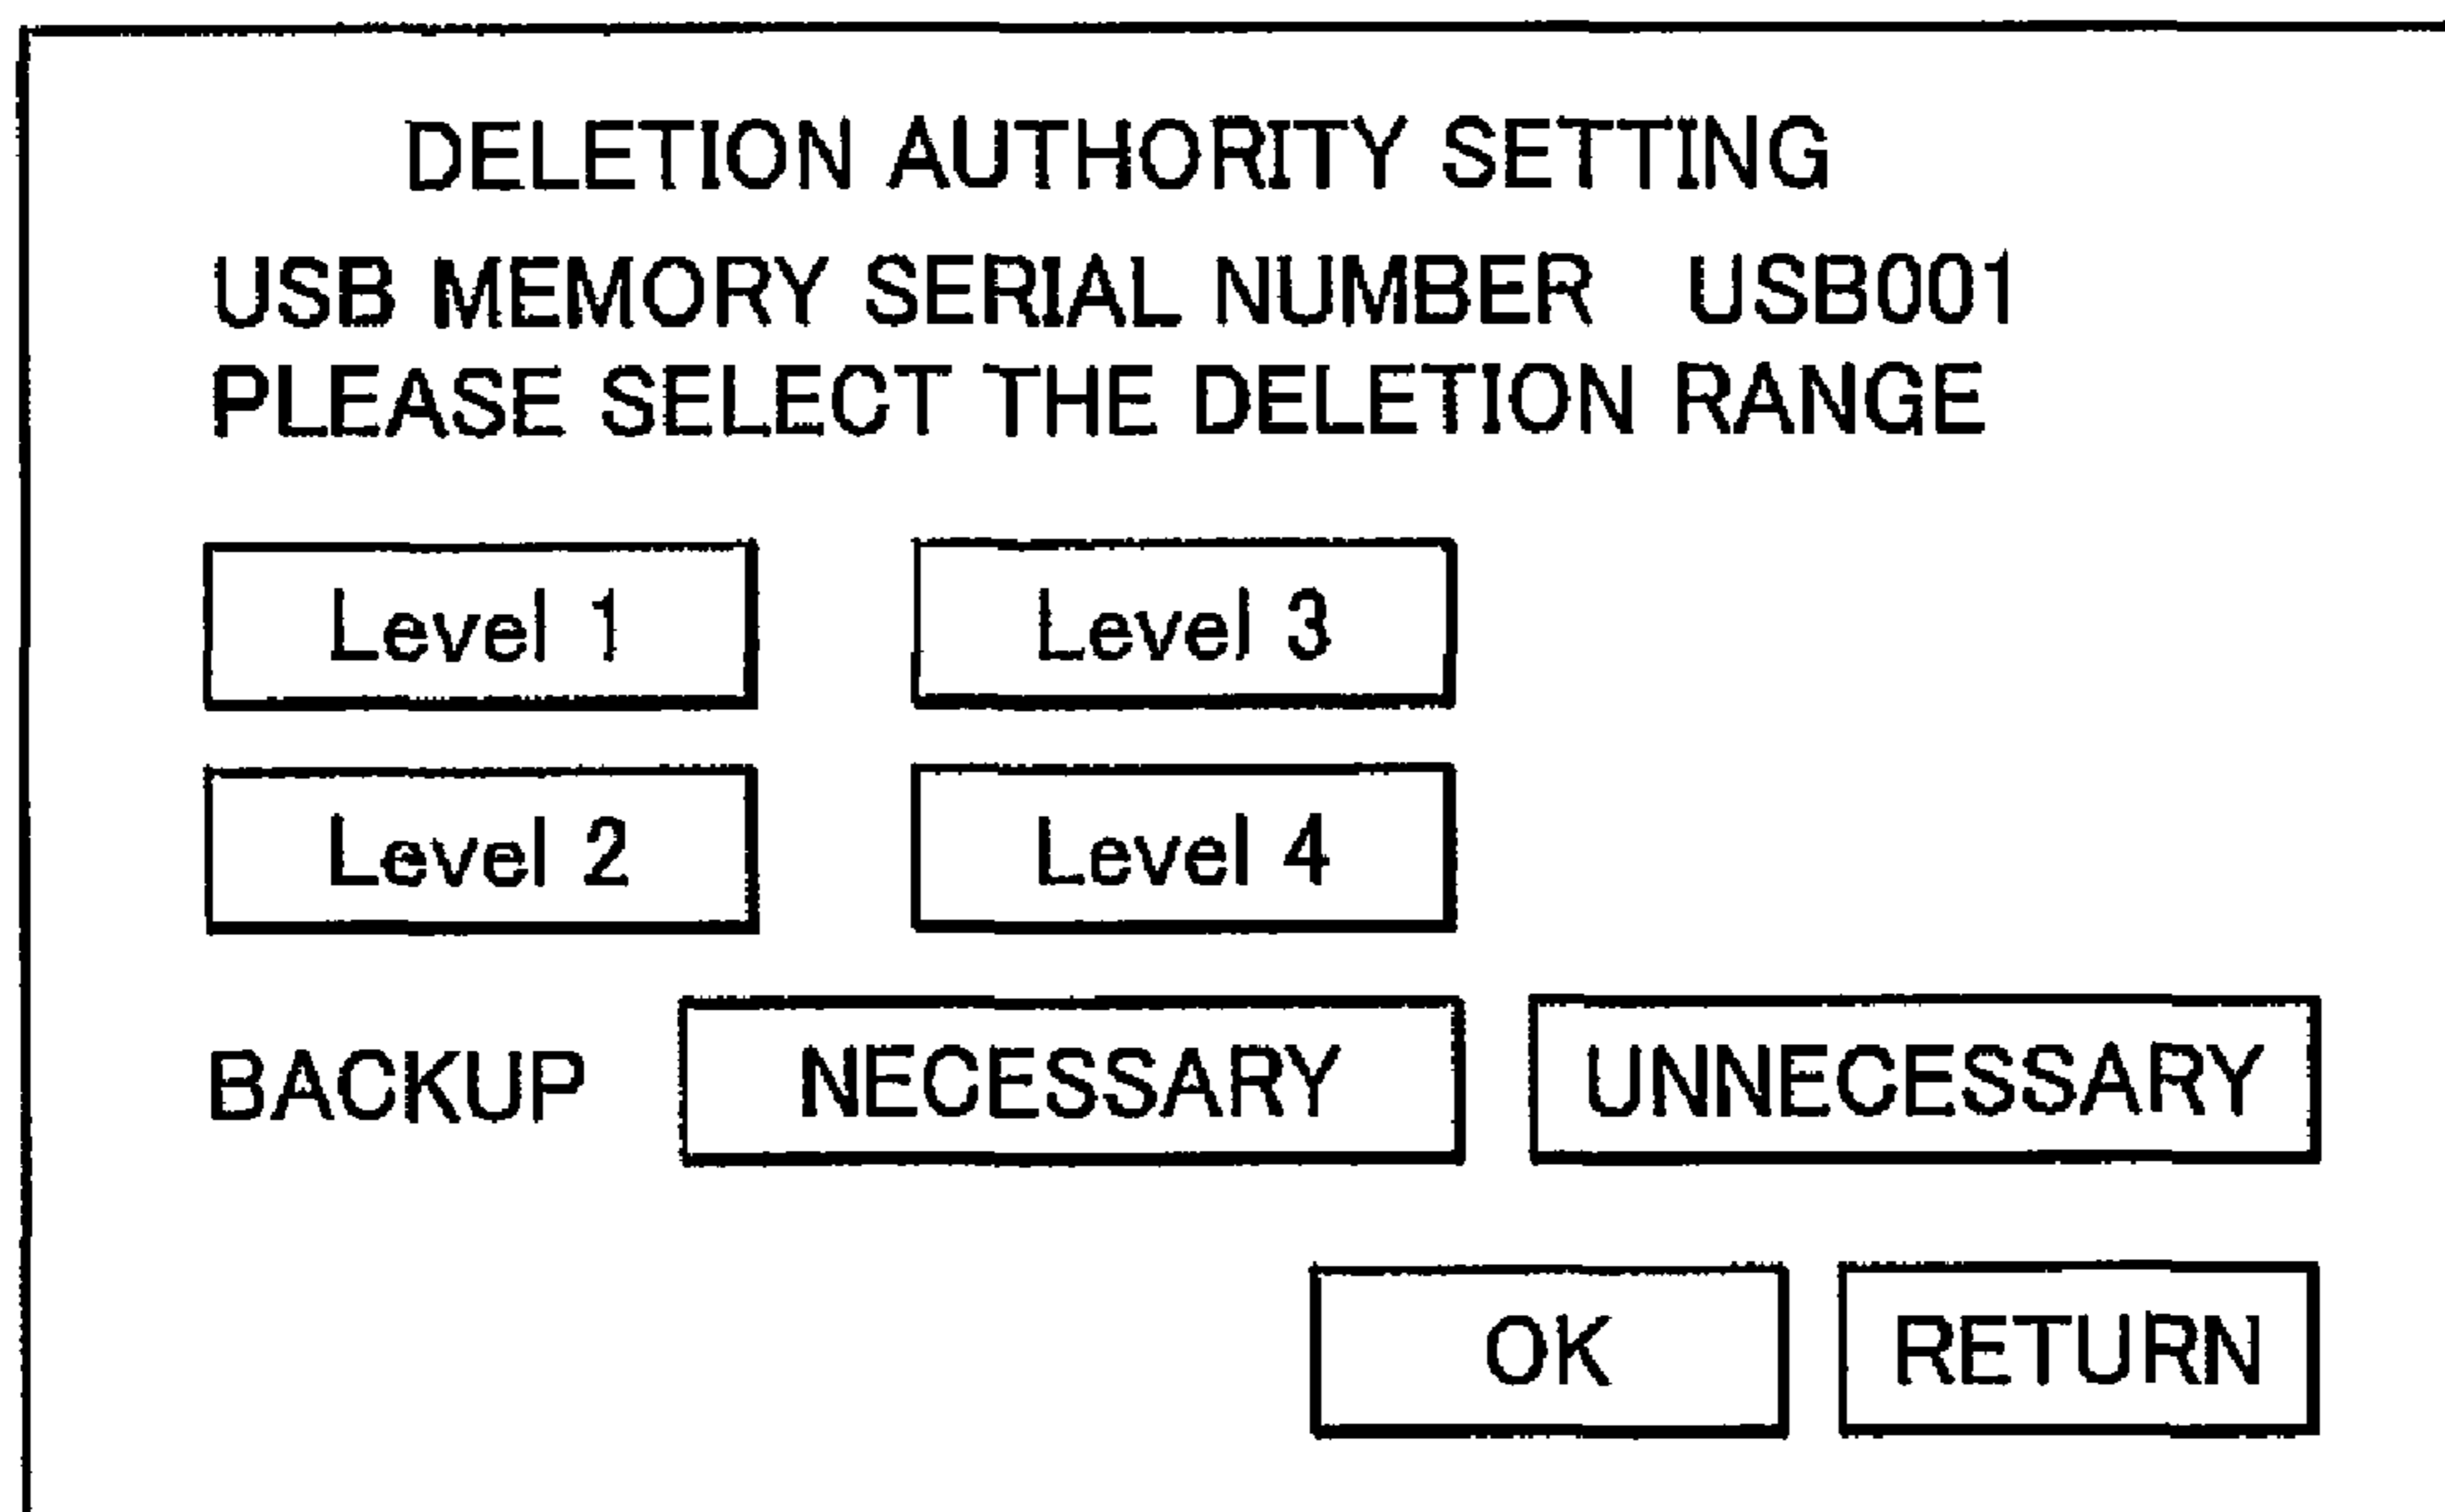 DELETION AUTHORITY SETTING
USB MEMORY SERIAL NUMBER USB001
PLEASE SELECT THE DELETION RANGE
Level 1 Level 3
Level 2 Level 4
BACKUP NECESSARY UNNECESSARY
OK RETURN